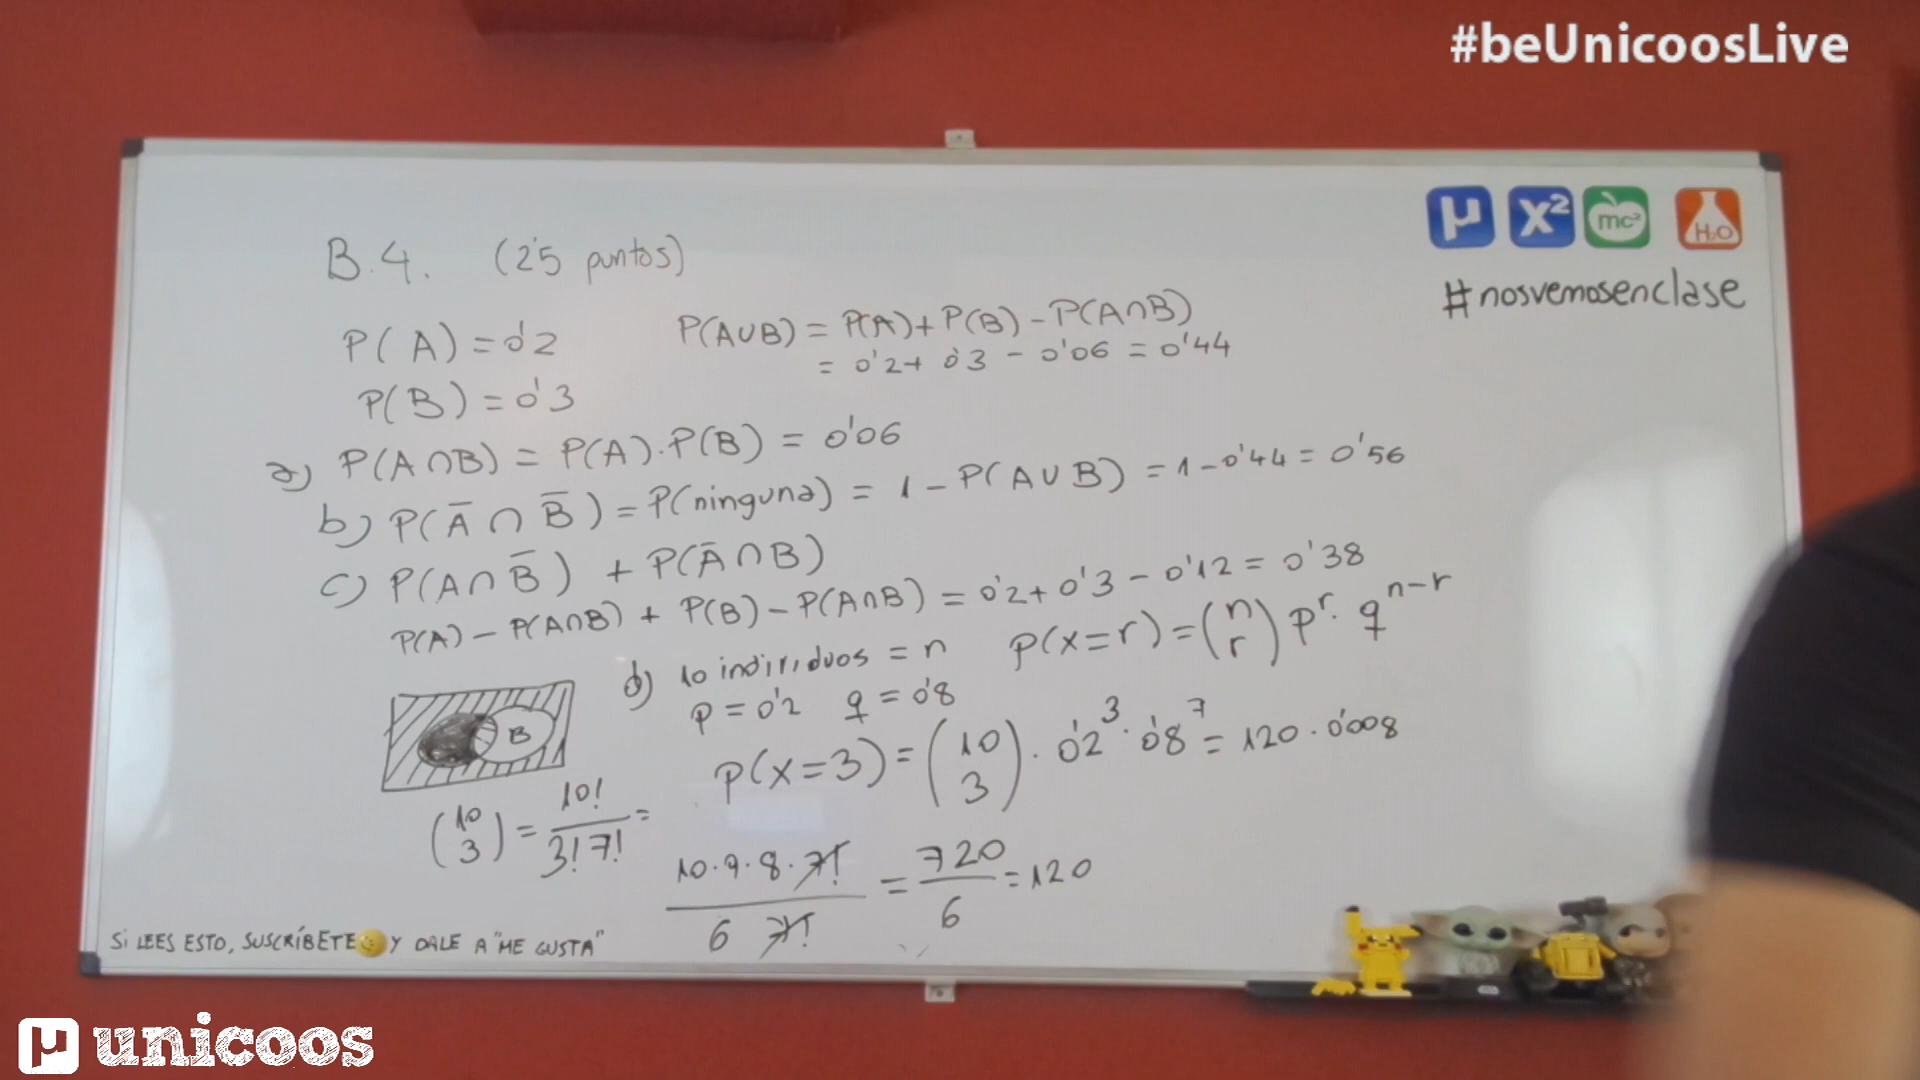 #beUnicoosLive
μ x² mc² H₂O
#nosvemosenclase
B.4. (2'5 puntos)
P(A) = 0'2
P(B) = 0'3
P(A∪B) = P(A) + P(B) - P(A∩B)
= 0'2 + 0'3 - 0'06 = 0'44
a) P(A∩B) = P(A)·P(B) = 0'06
b) P(A̅ ∩ B̅) = P(ninguna) = 1 - P(A∪B) = 1 - 0'44 = 0'56
c) P(A∩B̅) + P(A̅∩B)
P(A) - P(A∩B) + P(B) - P(A∩B) = 0'2 + 0'3 - 0'12 = 0'38
B
d) 10 individuos = n
p = 0'2 q = 0'8
P(x=r) = (n r) p^r · q^n-r
P(x=3) = (10 3) · 0'2^3 · 0'8^7 = 120 · 0'008
(10 3) = 10! / 3! 7! =
10·9·8·7! / 6 7! = 720 / 6 = 120
Si LEES ESTO, SUSCRÍBETE Y DALE A "ME GUSTA"
μ unicoos